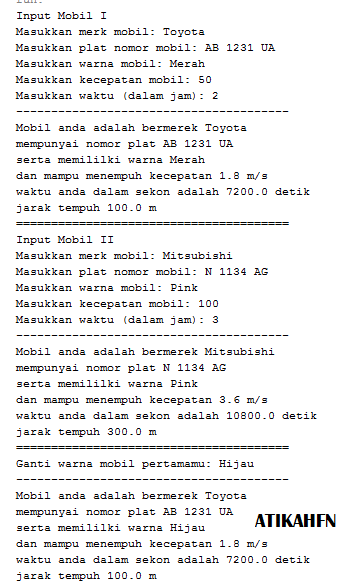 run:
Input Mobil I
Masukkan merk mobil: Toyota
Masukkan plat nomor mobil: AB 1231 UA
Masukkan warna mobil: Merah
Masukkan kecepatan mobil: 50
Masukkan waktu (dalam jam): 2
---------------------------------------
Mobil anda adalah bermerek Toyota
mempunyai nomor plat AB 1231 UA
serta memililki warna Merah
dan mampu menempuh kecepatan 1.8 m/s
waktu anda dalam sekon adalah 7200.0 detik
jarak tempuh 100.0 m
=======================================
Input Mobil II
Masukkan merk mobil: Mitsubishi
Masukkan plat nomor mobil: N 1134 AG
Masukkan warna mobil: Pink
Masukkan kecepatan mobil: 100
Masukkan waktu (dalam jam): 3
---------------------------------------
Mobil anda adalah bermerek Mitsubishi
mempunyai nomor plat N 1134 AG
serta memililki warna Pink
dan mampu menempuh kecepatan 3.6 m/s
waktu anda dalam sekon adalah 10800.0 detik
jarak tempuh 300.0 m
=======================================
Ganti warna mobil pertamamu: Hijau
---------------------------------------
Mobil anda adalah bermerek Toyota
mempunyai nomor plat AB 1231 UA
ATIKAHFN
serta memililki warna Hijau
dan mampu menempuh kecepatan 1.8 m/s
waktu anda dalam sekon adalah 7200.0 detik
jarak tempuh 100.0 m